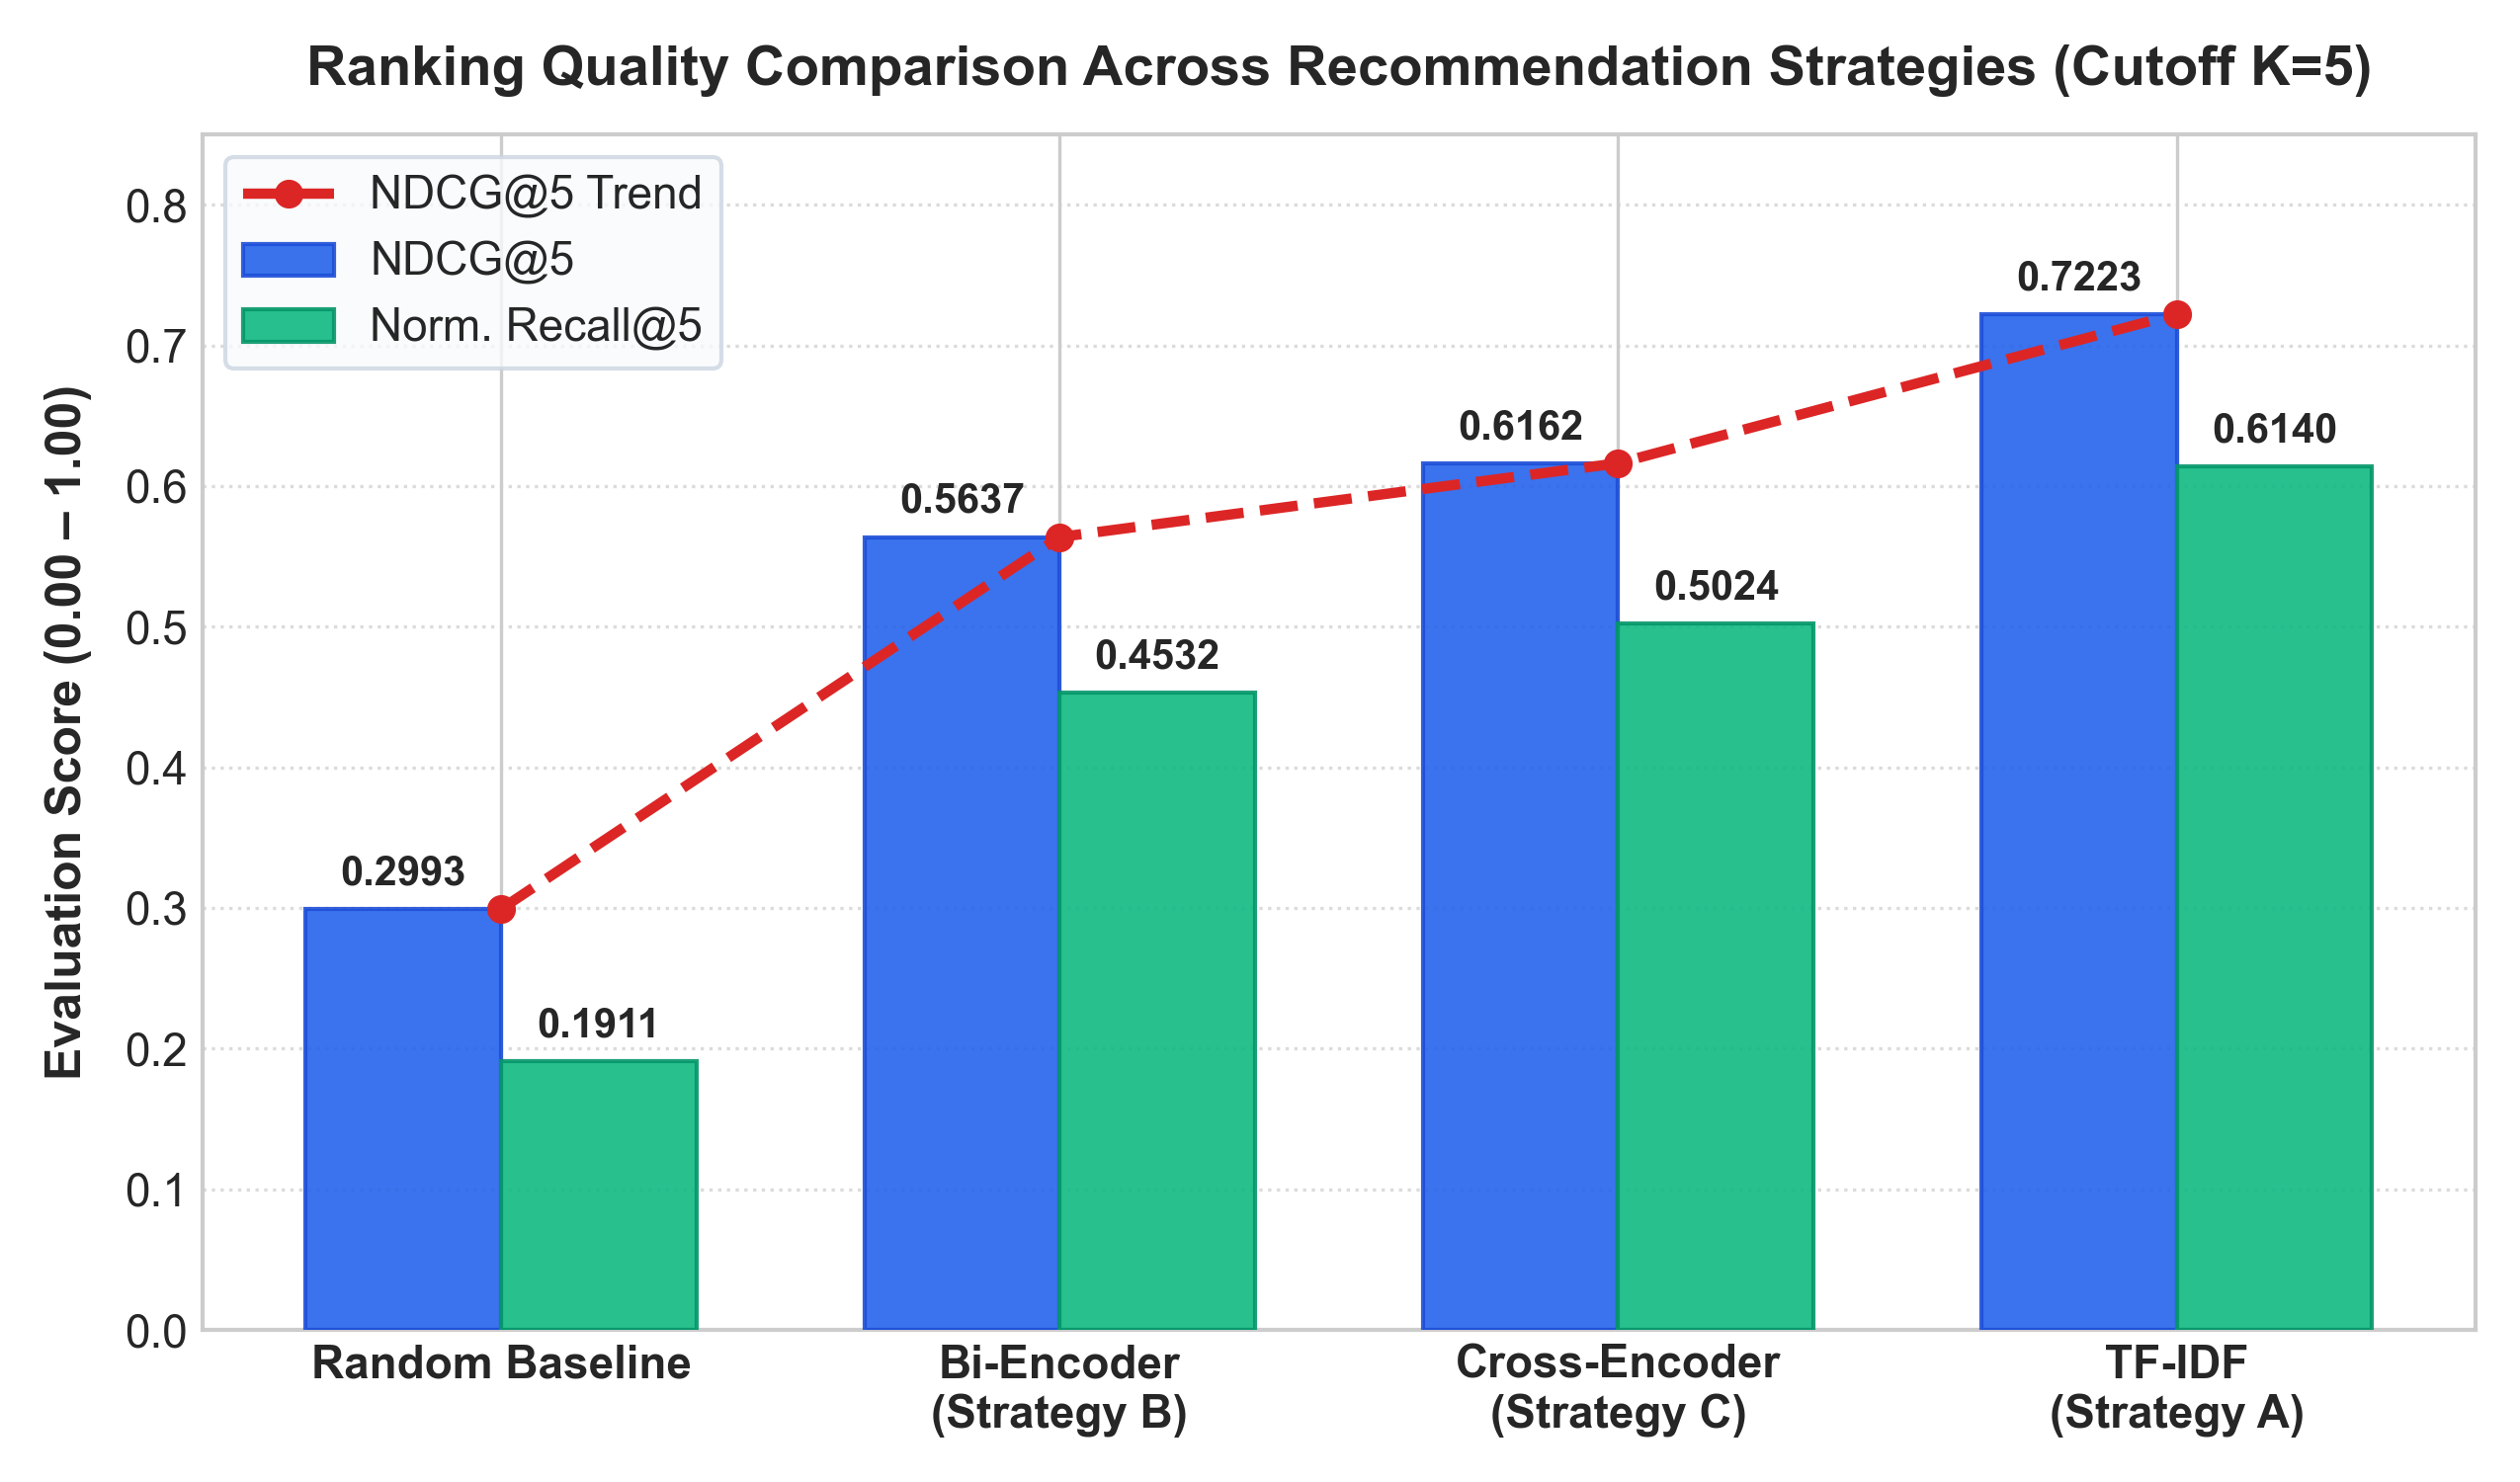 Ranking Quality Comparison Across Recommendation Strategies (Cutoff K=5)
Evaluation Score (0.00 – 1.00)
0.8
0.7
0.6
0.5
0.4
0.3
0.2
0.1
0.0
NDCG@5 Trend
NDCG@5
Norm. Recall@5
0.2993
0.1911
0.5637
0.4532
0.6162
0.5024
0.7223
0.6140
Random Baseline
Bi-Encoder
(Strategy B)
Cross-Encoder
(Strategy C)
TF-IDF
(Strategy A)